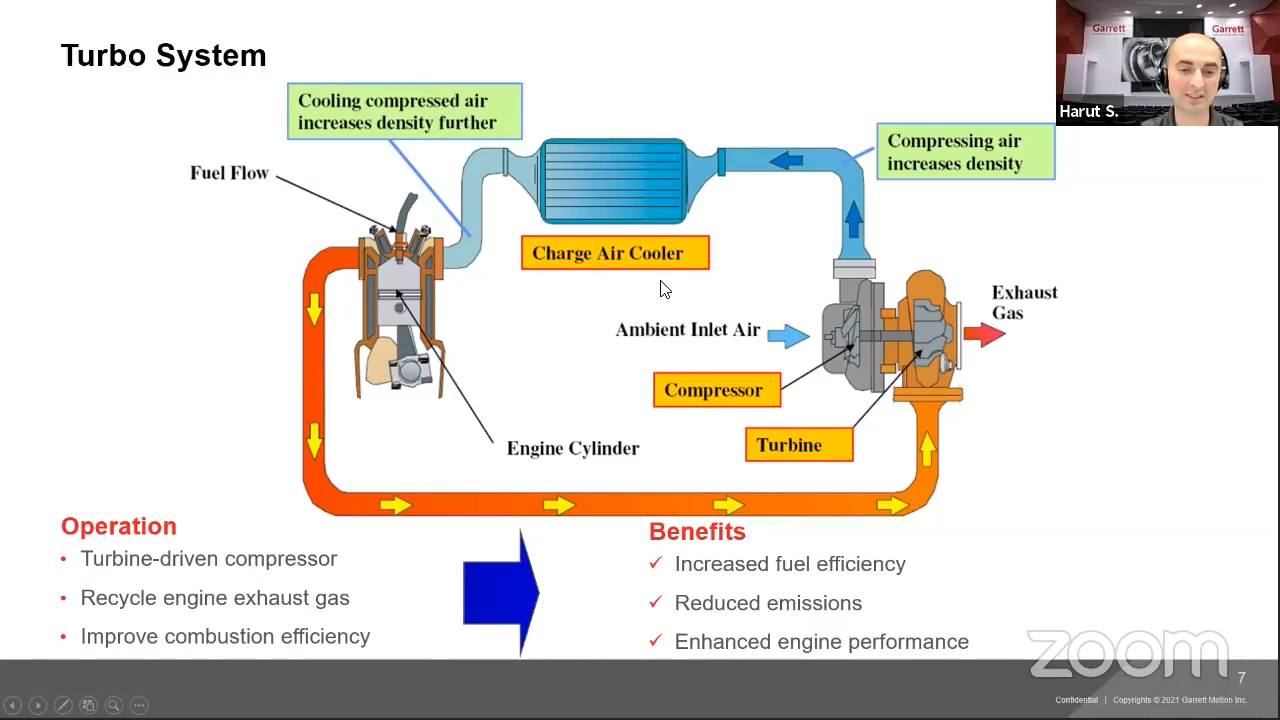 Turbo System
Garrett
Garrett
Harut S.
Cooling compressed air
increases density further
Compressing air
increases density
Fuel Flow
Charge Air Cooler
Exhaust
Gas
Ambient Inlet Air
Compressor
Turbine
Engine Cylinder
Operation
• Turbine-driven compressor
• Recycle engine exhaust gas
• Improve combustion efficiency
Benefits
✓ Increased fuel efficiency
✓ Reduced emissions
✓ Enhanced engine performance
zoom
7
Confidential | Copyrights © 2021 Garrett Motion Inc.